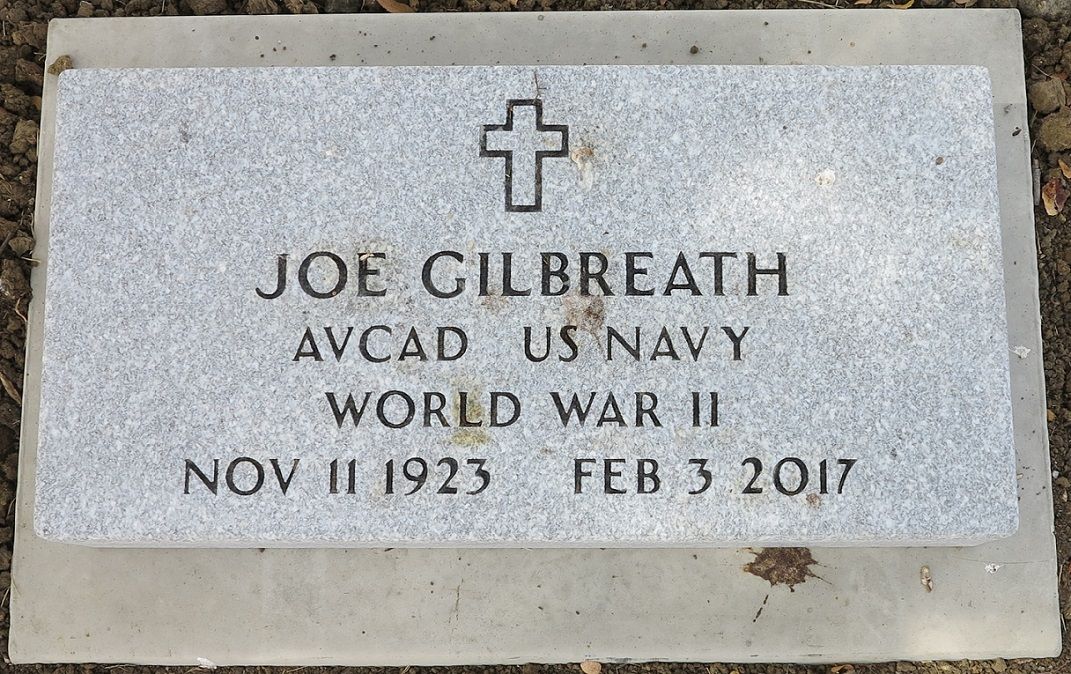 JOE GILBREATH
AVCAD US NAVY
WORLD WAR II
NOV 11 1923 FEB 3 2017